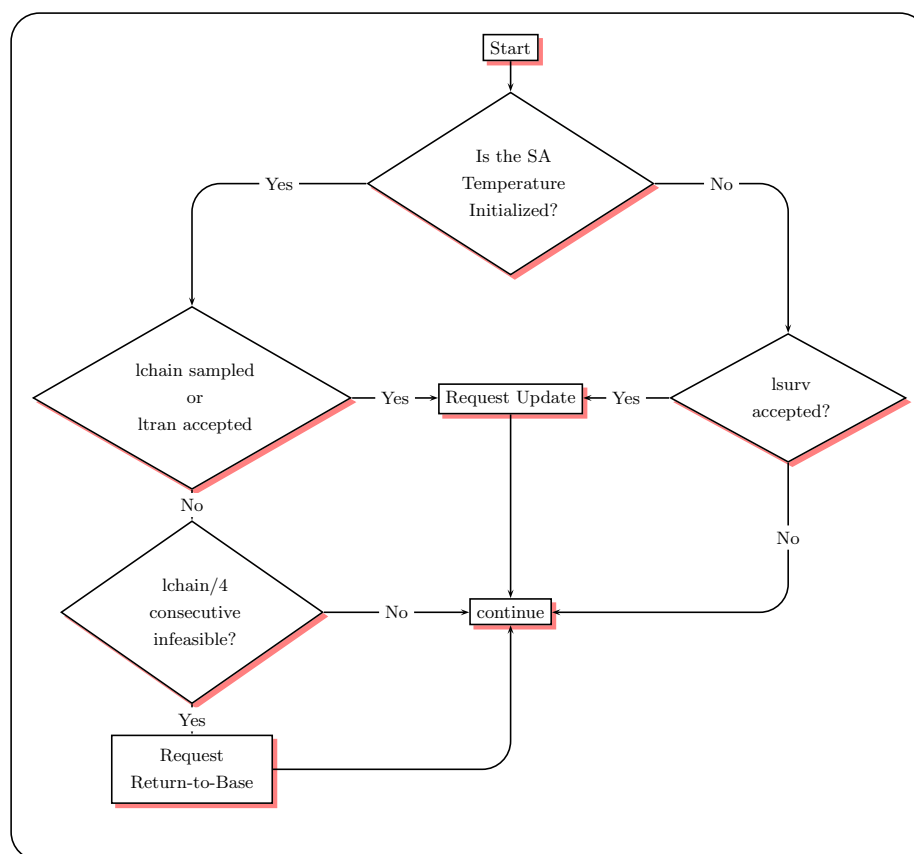 Start
Is the SA
Temperature
Initialized?
Yes
No
lchain sampled
or
ltran accepted
Yes
Request Update
Yes
lsurv
accepted?
No
No
lchain/4
consecutive
infeasible?
No
continue
Yes
Request
Return-to-Base